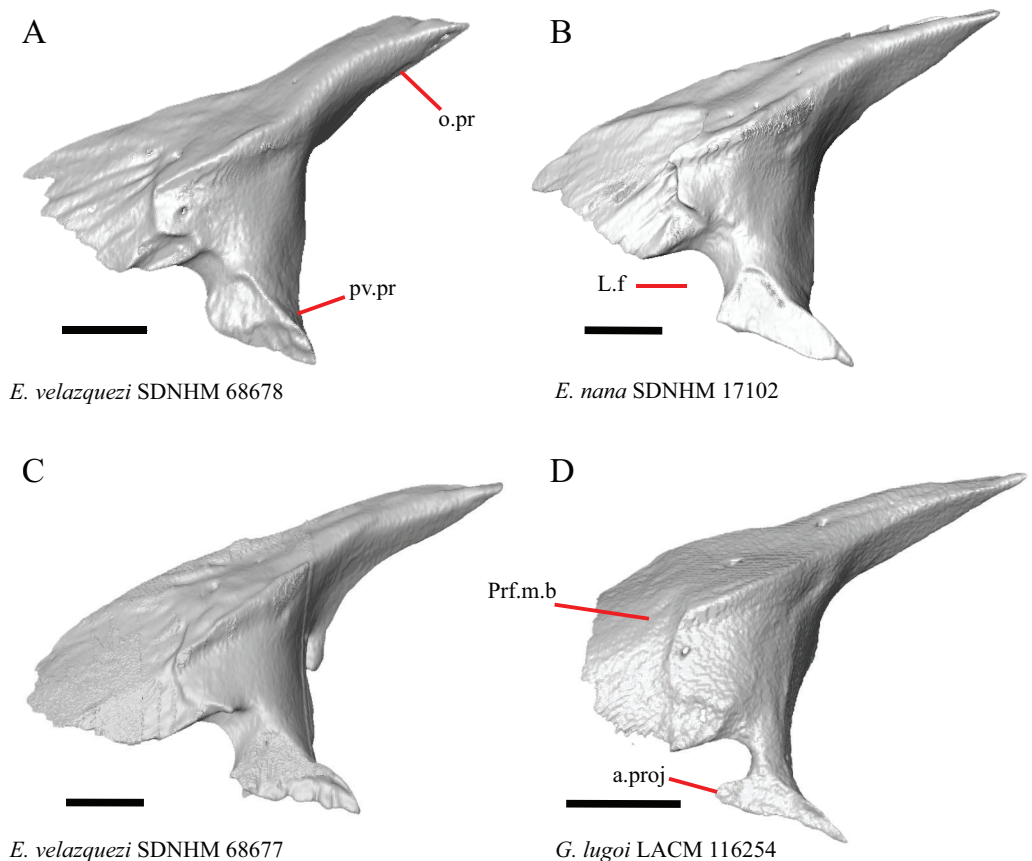 A
B
o.pr
pv.pr
L.f
E. velazquezi SDNHM 68678
E. nana SDNHM 17102
C
D
Prf.m.b
a.proj
E. velazquezi SDNHM 68677
G. lugoi LACM 116254